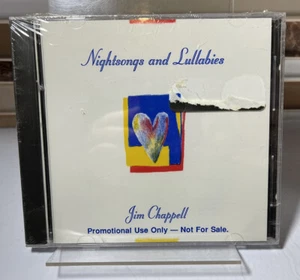 Nightsongs and Lullabies
Jim Chappell
Promotional Use Only — Not For Sale.